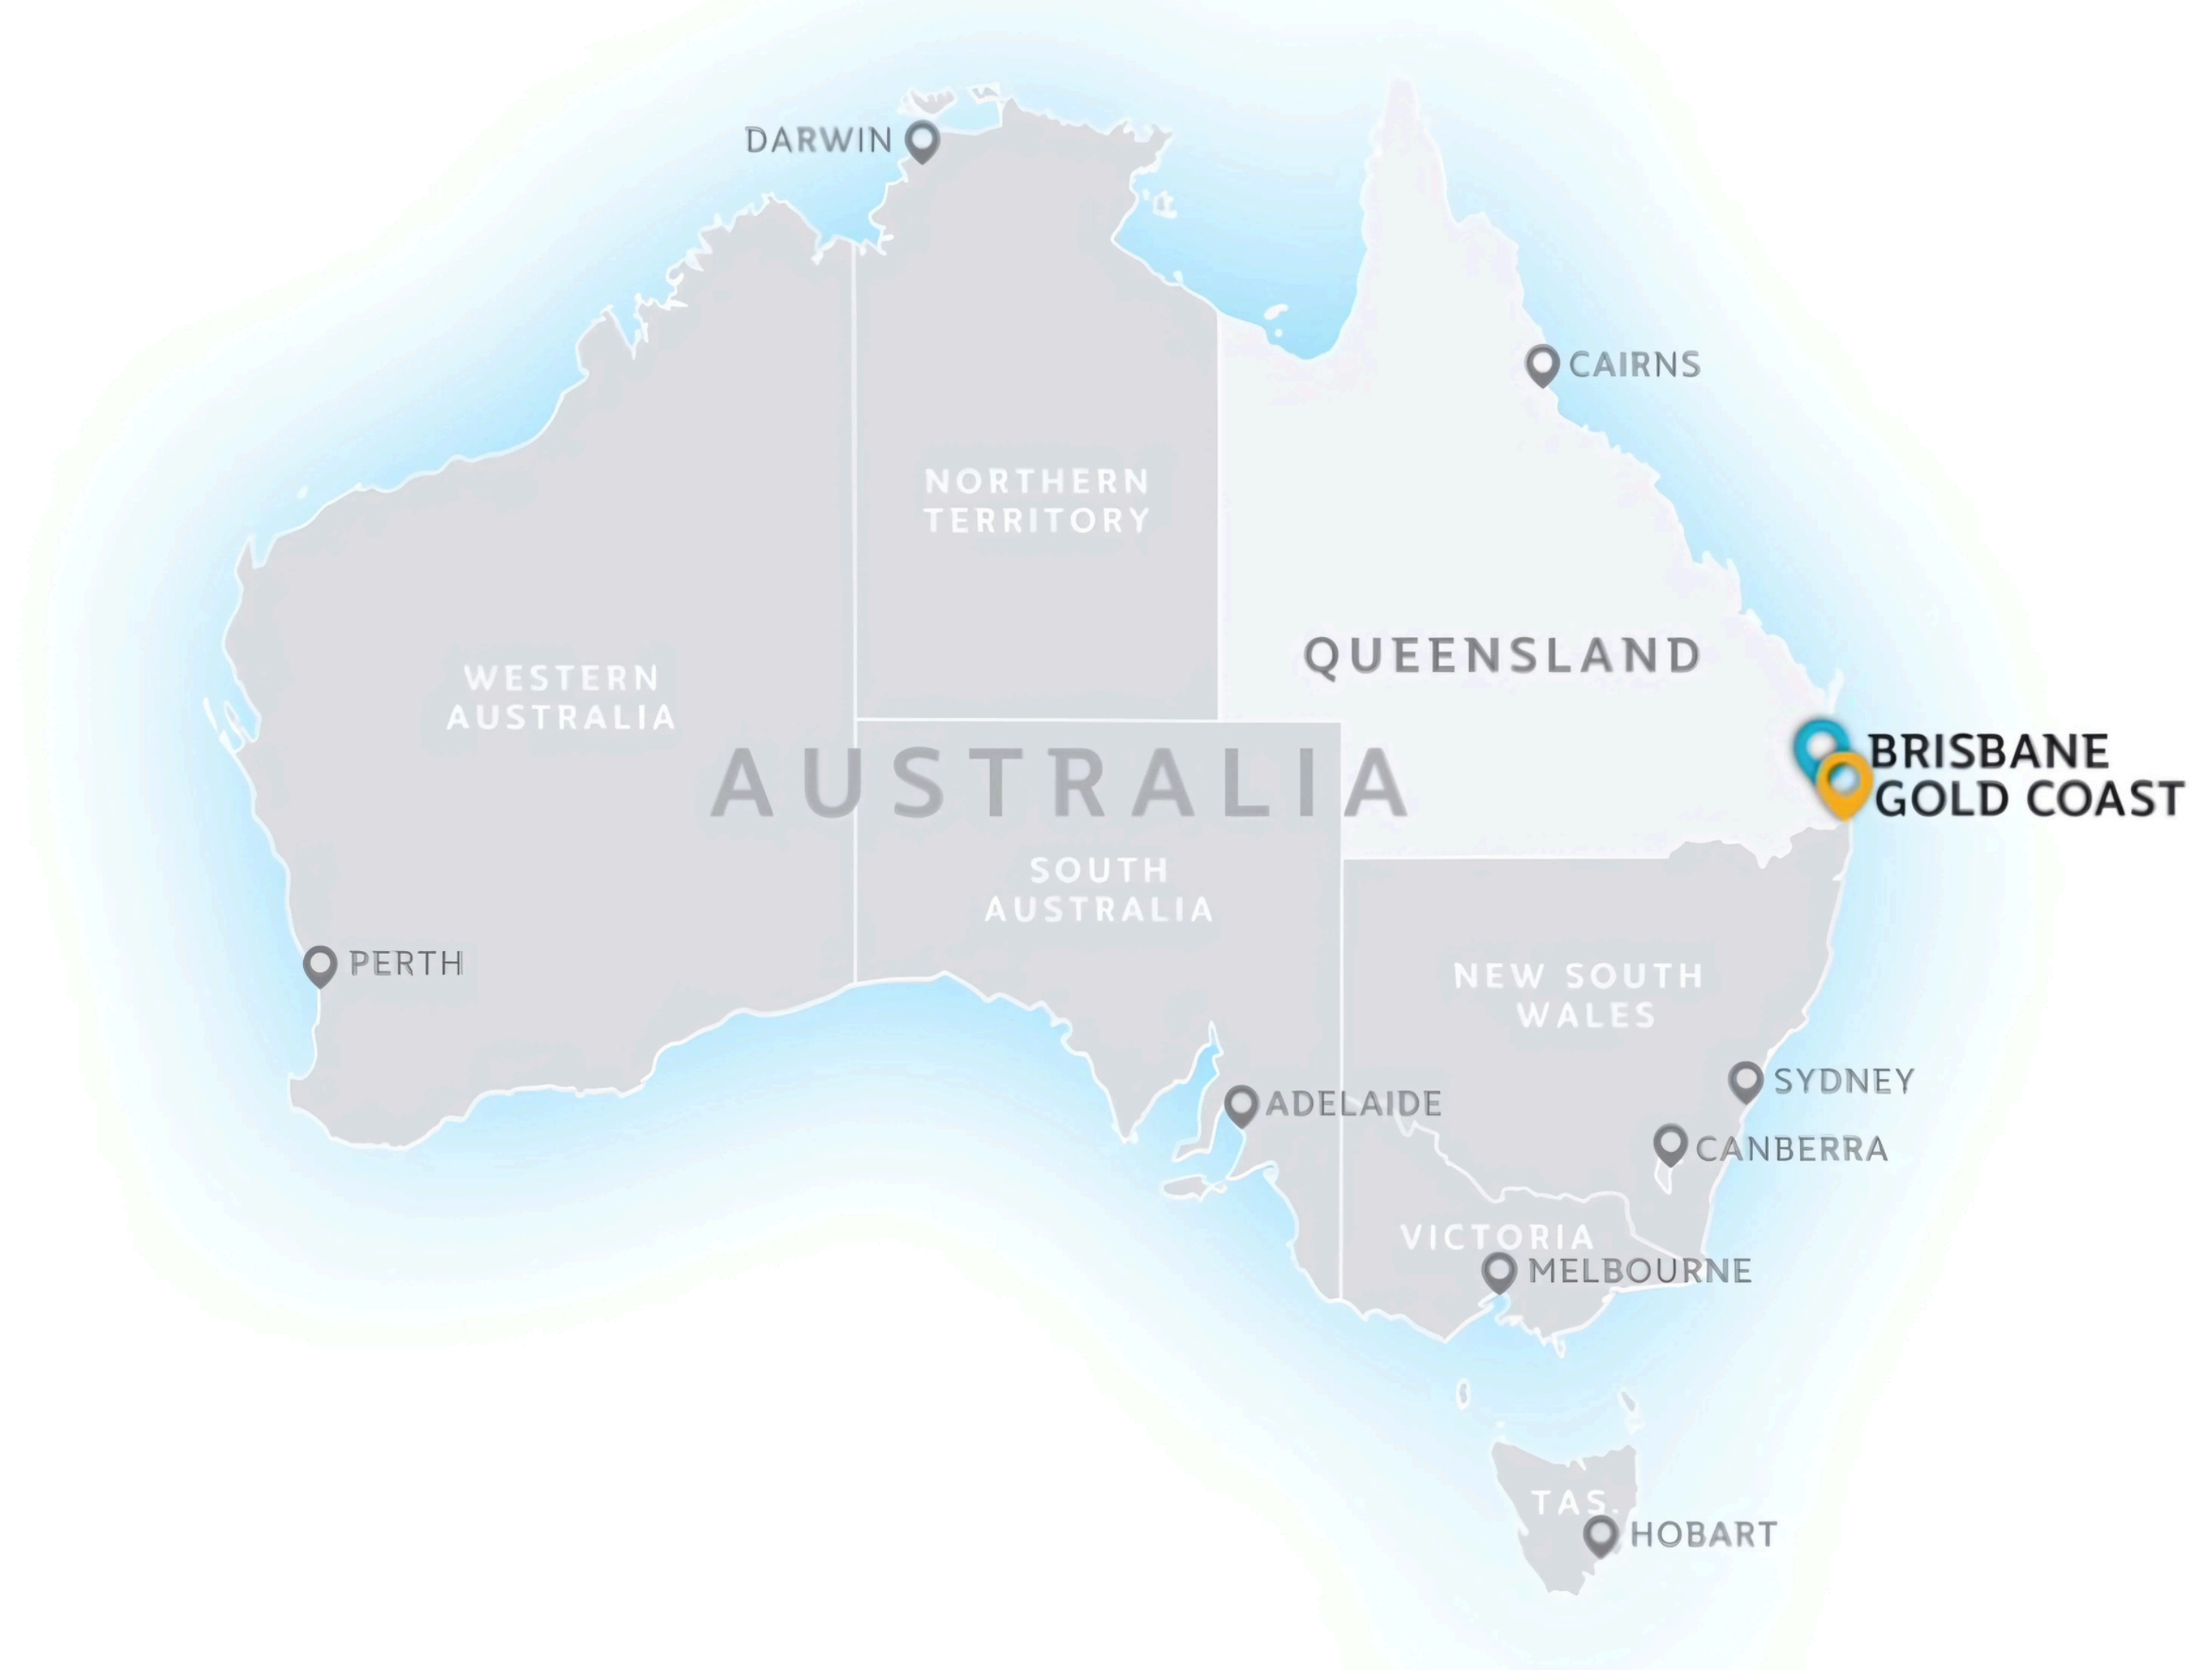 DARWIN
CAIRNS
NORTHERN
TERRITORY
QUEENSLAND
WESTERN
AUSTRALIA
BRISBANE
GOLD COAST
AUSTRALIA
SOUTH
AUSTRALIA
PERTH
NEW SOUTH
WALES
SYDNEY
ADELAIDE
CANBERRA
VICTORIA
MELBOURNE
TAS.
HOBART